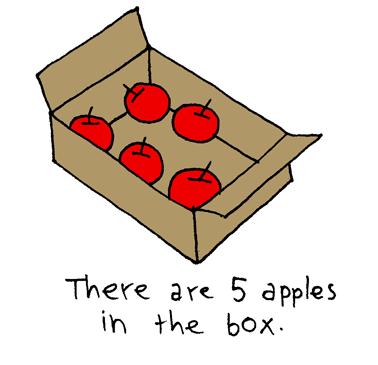 There are 5 apples
in the box.